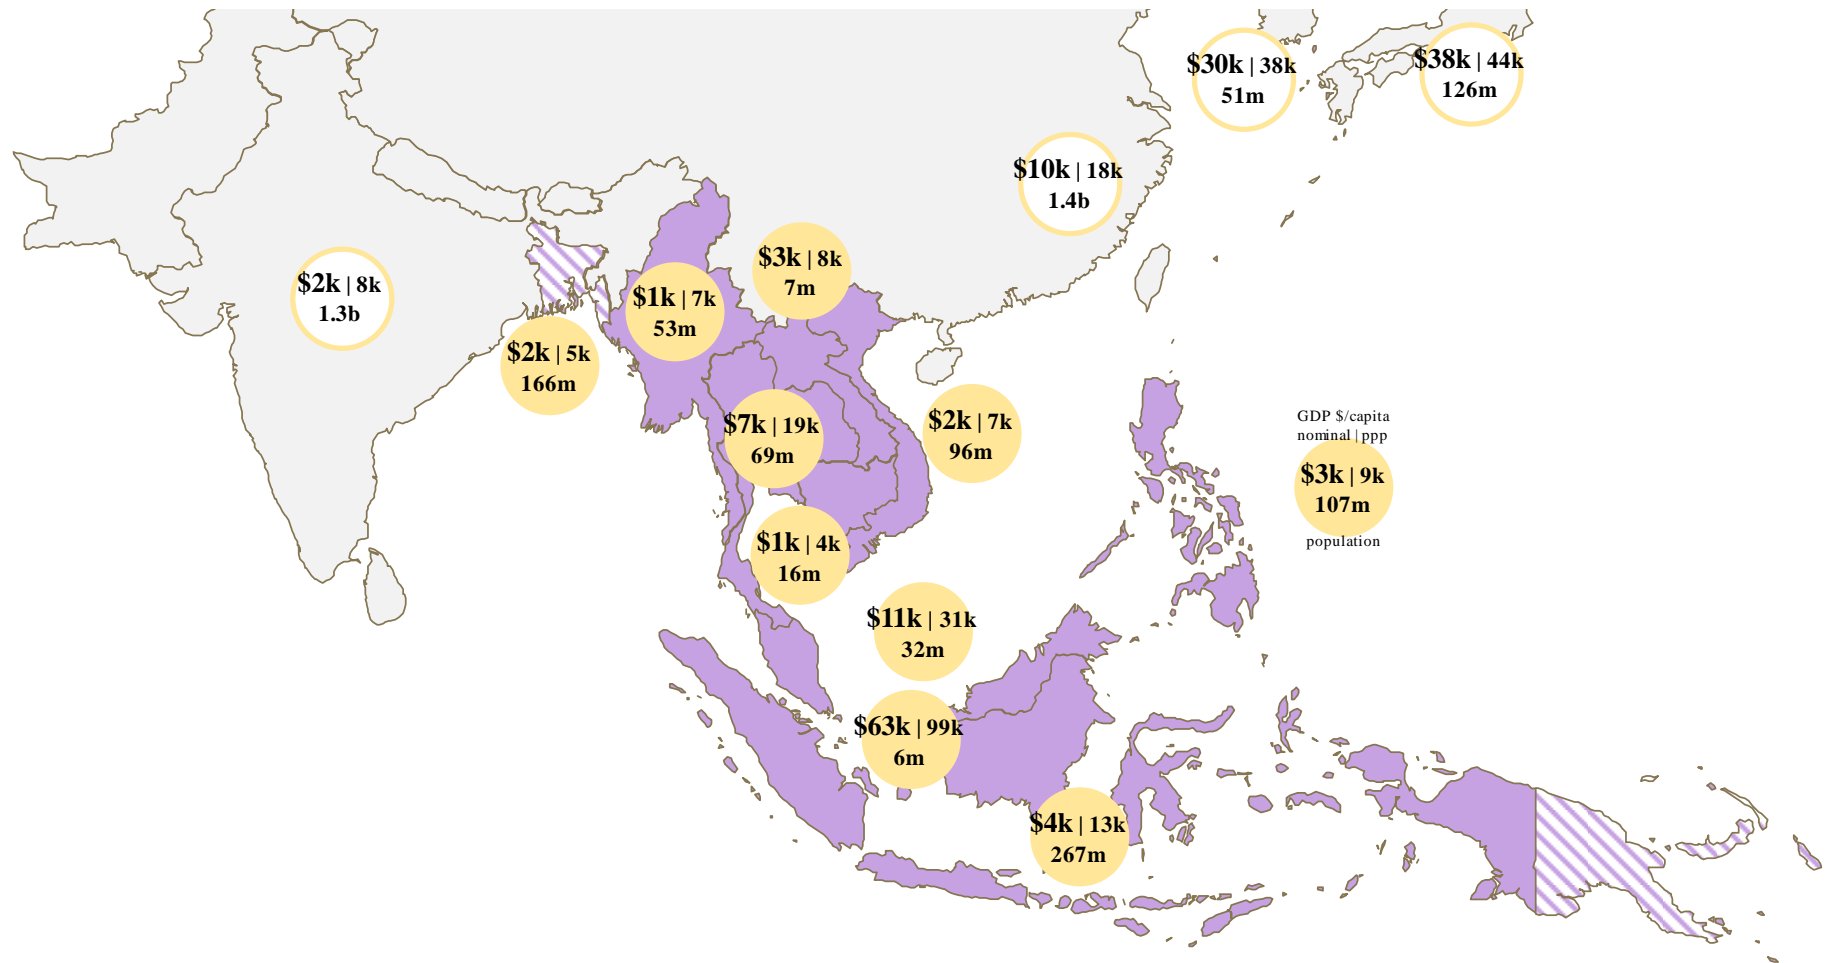 $30k | 38k
51m
$38k | 44k
126m
$10k | 18k
1.4b
$3k | 8k
7m
$2k | 8k
1.3b
$1k | 7k
53m
$2k | 5k
166m
$7k | 19k
69m
$2k | 7k
96m
GDP $/capita
nominal | ppp
$3k | 9k
107m
population
$1k | 4k
16m
$11k | 31k
32m
$63k | 99k
6m
$4k | 13k
267m